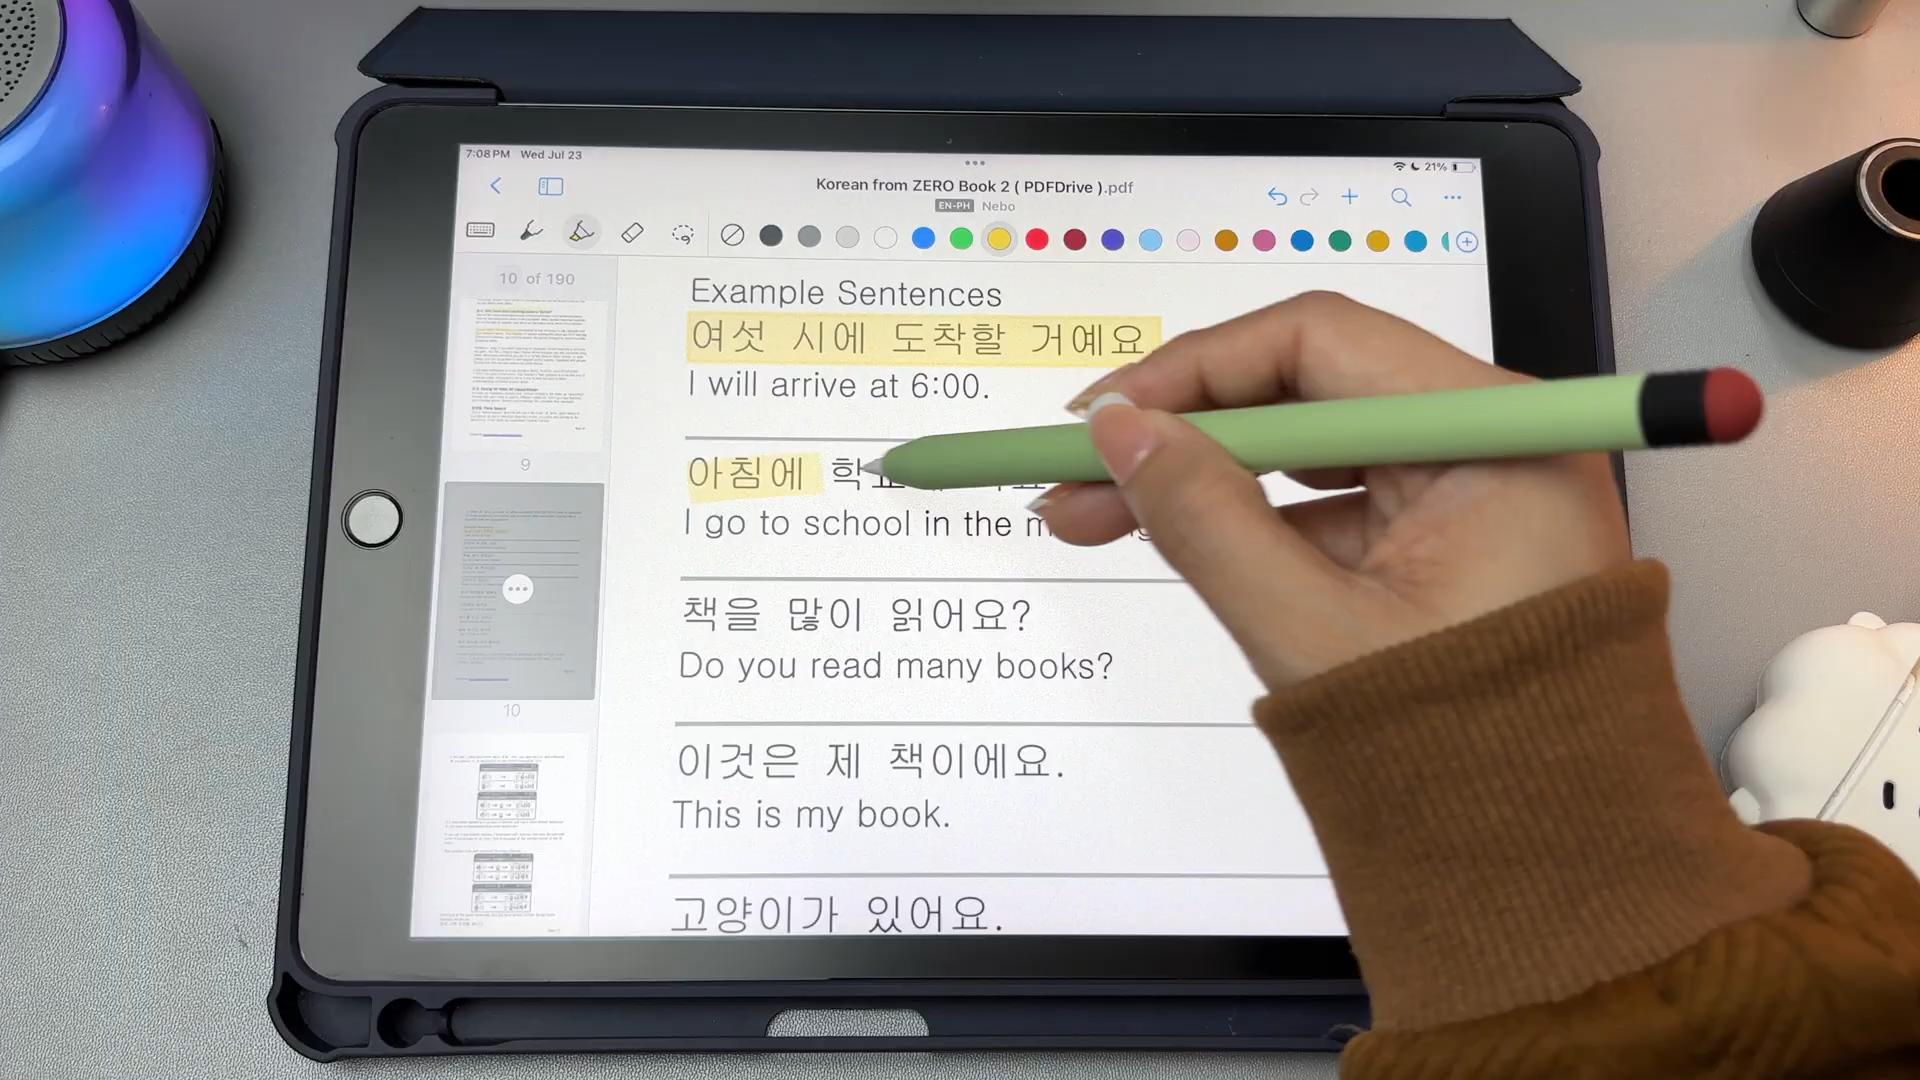 7:08 PM Wed Jul 23
21%
Korean from ZERO Book 2 ( PDFDrive ).pdf
EN-PH Nebo
10 of 190
9
10
Example Sentences
여섯 시에 도착할 거예요
I will arrive at 6:00.
아침에
I go to school in the
책을 많이 읽어요?
Do you read many books?
이것은 제 책이에요.
This is my book.
고양이가 있어요.